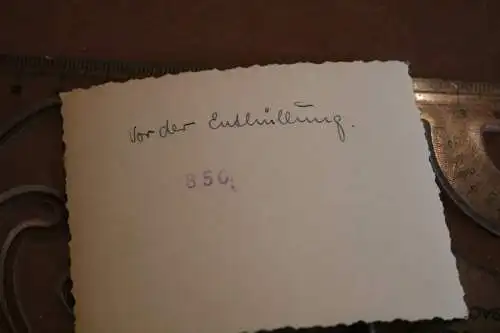 Vor der Enthüllung.
850.